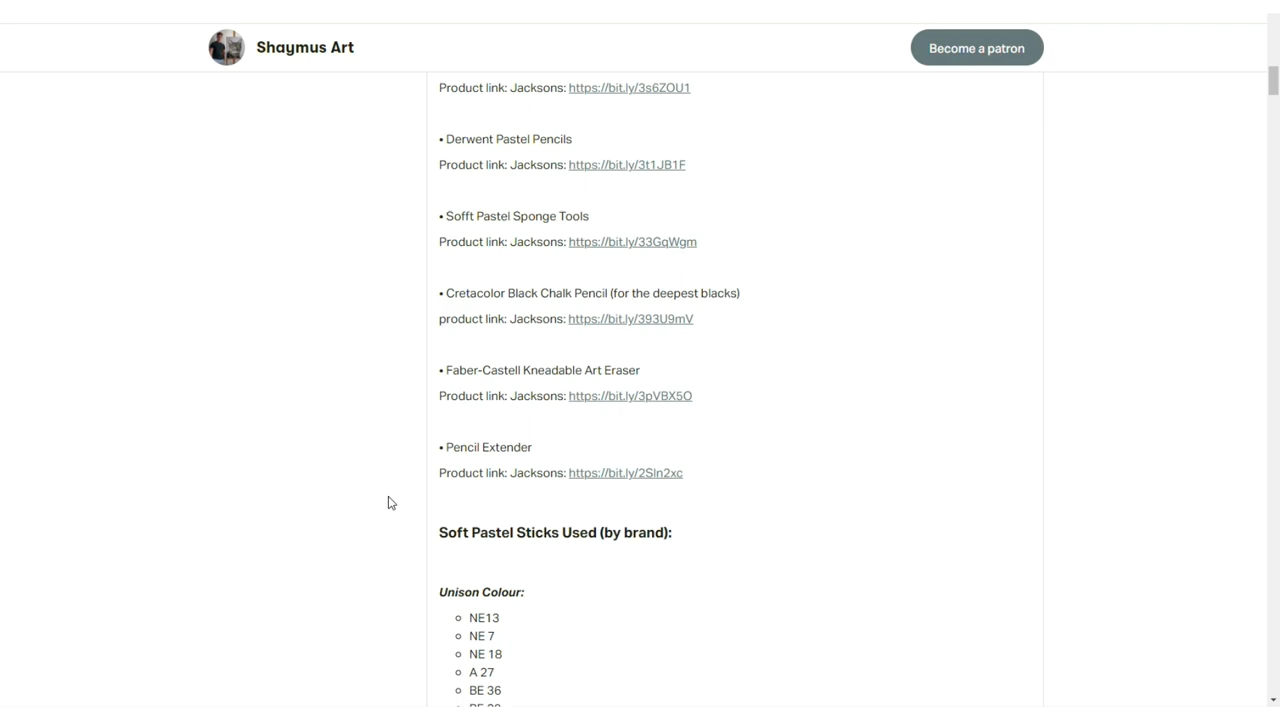 Shaymus Art
Become a patron
Product link: Jacksons: https://bit.ly/3s6ZOU1
• Derwent Pastel Pencils
Product link: Jacksons: https://bit.ly/3t1JB1F
• Sofft Pastel Sponge Tools
Product link: Jacksons: https://bit.ly/33GqWgm
• Cretacolor Black Chalk Pencil (for the deepest blacks)
product link: Jacksons: https://bit.ly/393U9mV
• Faber-Castell Kneadable Art Eraser
Product link: Jacksons: https://bit.ly/3pVBX5O
• Pencil Extender
Product link: Jacksons: https://bit.ly/2Sln2xc
Soft Pastel Sticks Used (by brand):
Unison Colour:
NE13
NE 7
NE 18
A 27
BE 36